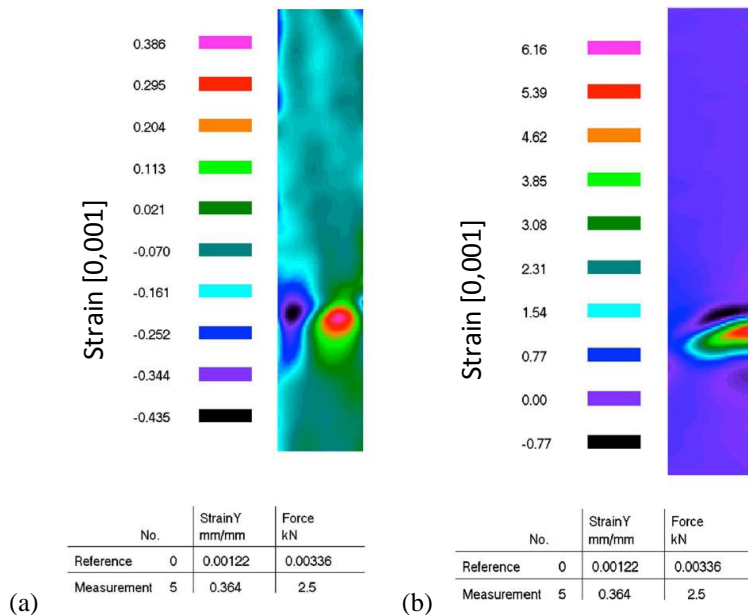 Strain [0,001]
0.386
0.295
0.204
0.113
0.021
-0.070
-0.161
-0.252
-0.344
-0.435
No. StrainY Force
mm/mm kN
Reference 0 0.00122 0.00336
Measurement 5 0.364 2.5
(a)
Strain [0,001]
6.16
5.39
4.62
3.85
3.08
2.31
1.54
0.77
0.00
-0.77
No. StrainY Force
mm/mm kN
Reference 0 0.00122 0.00336
Measurement 5 0.364 2.5
(b)